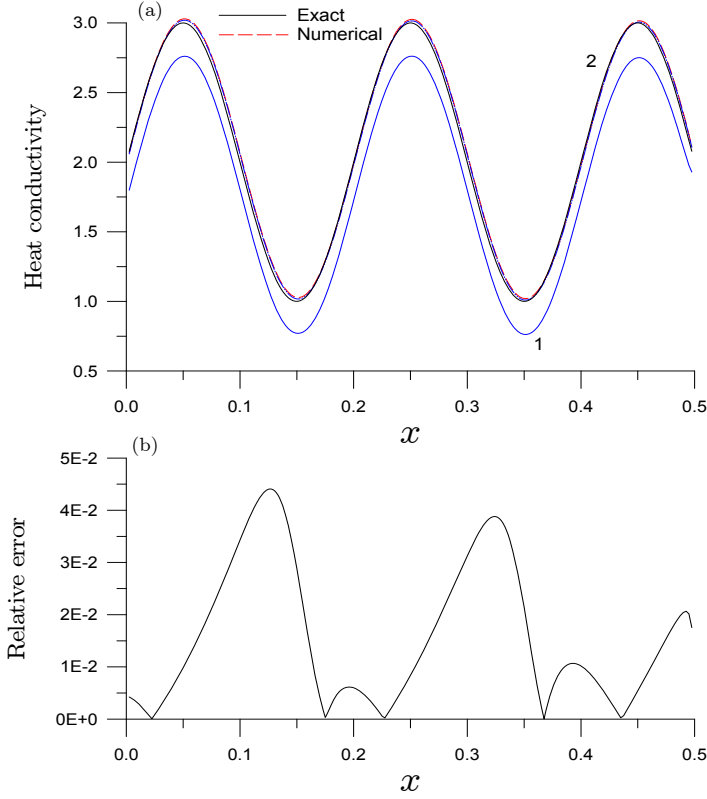 (a)
Exact
Numerical
3.0
2.5
2.0
1.5
1.0
0.5
Heat conductivity
2
1
0.0 0.1 0.2 0.3 0.4 0.5
x
(b)
5E-2
4E-2
3E-2
2E-2
1E-2
0E+0
Relative error
0.0 0.1 0.2 0.3 0.4 0.5
x